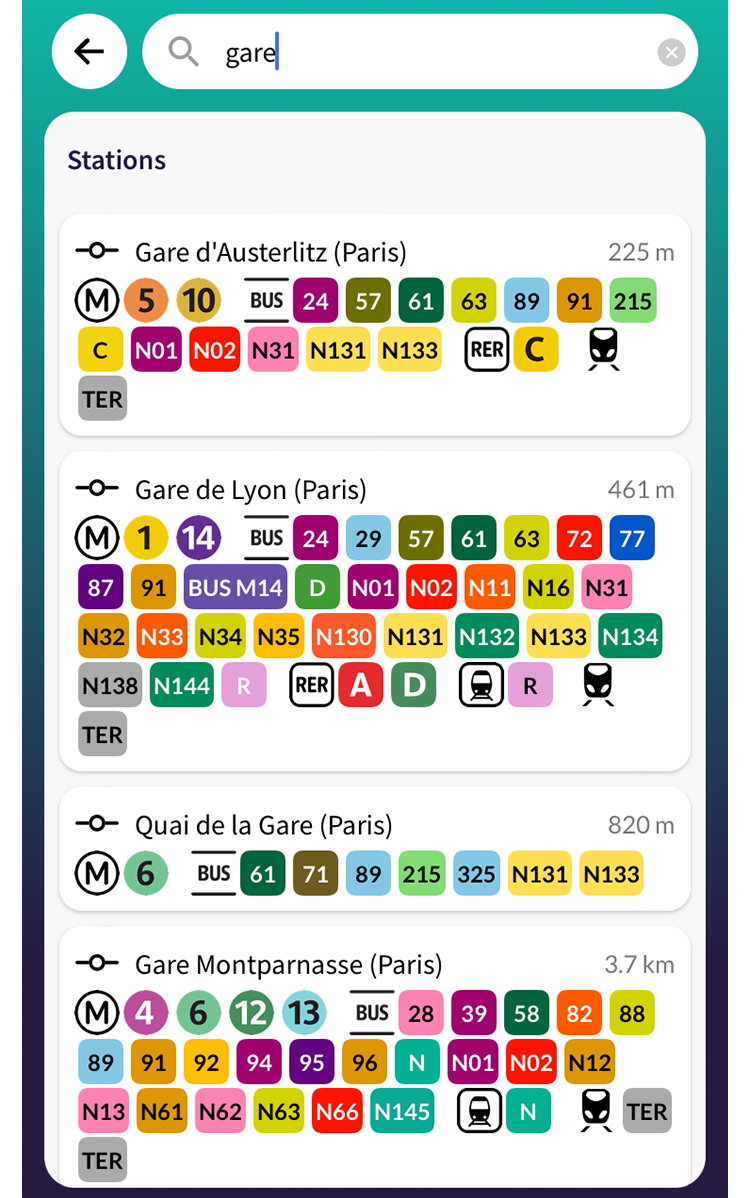 gare
Stations
Gare d'Austerlitz (Paris) 225 m
M 5 10 BUS 24 57 61 63 89 91 215
C N01 N02 N31 N131 N133 RER C
TER
Gare de Lyon (Paris) 461 m
M 1 14 BUS 24 29 57 61 63 72 77
87 91 BUS M14 D N01 N02 N11 N16 N31
N32 N33 N34 N35 N130 N131 N132 N133 N134
N138 N144 R RER A D R
TER
Quai de la Gare (Paris) 820 m
M 6 BUS 61 71 89 215 325 N131 N133
Gare Montparnasse (Paris) 3.7 km
M 4 6 12 13 BUS 28 39 58 82 88
89 91 92 94 95 96 N N01 N02 N12
N13 N61 N62 N63 N66 N145 N TER
TER